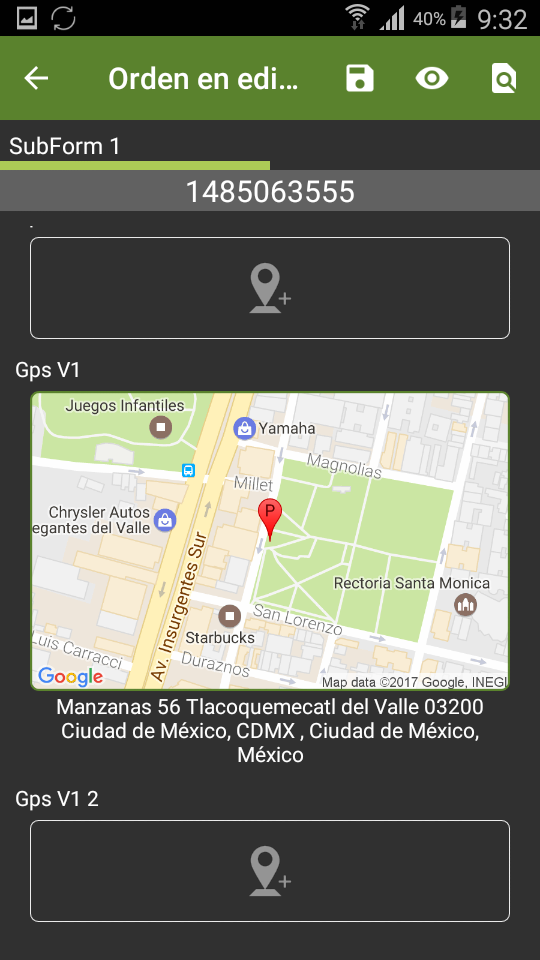 40% 9:32
Orden en edi...
SubForm 1
1485063555
Gps V1
Juegos Infantiles
Yamaha
Magnolias
Millet
Chrysler Autos
egantes del Valle
P
Av. Insurgentes Sur
Rectoria Santa Monica
San Lorenzo
Starbucks
Luis Carracci
Duraznos
Google
Map data ©2017 Google, INEGI
Manzanas 56 Tlacoquemecatl del Valle 03200
Ciudad de México, CDMX , Ciudad de México,
México
Gps V1 2